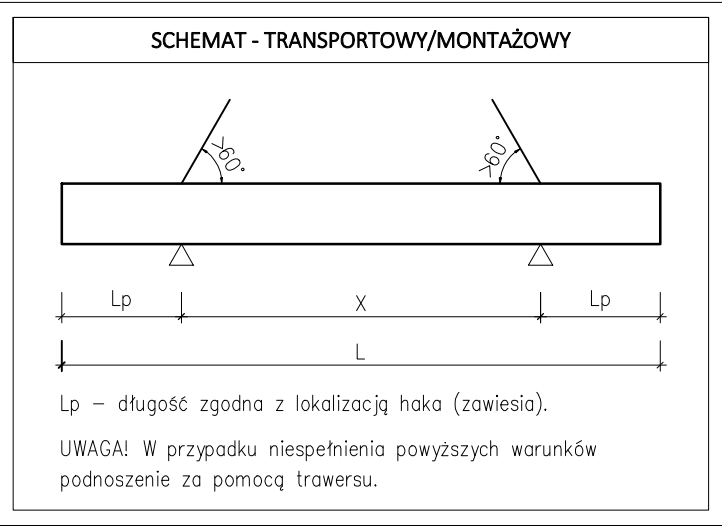 SCHEMAT - TRANSPORTOWY/MONTAŻOWY
>60°
>60°
Lp
X
Lp
L
Lp – długość zgodna z lokalizacją haka (zawiesia).
UWAGA! W przypadku niespełnienia powyższych warunków
podnoszenie za pomocą trawersu.